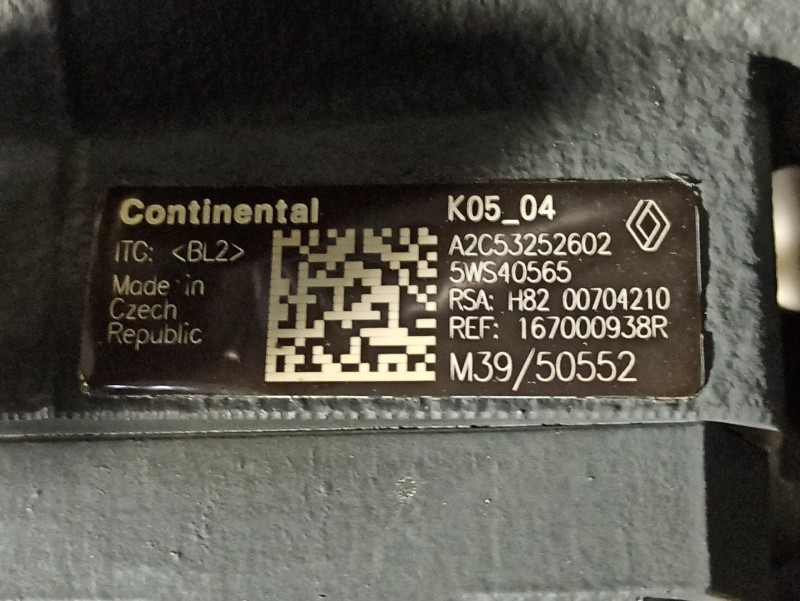 Continental
ITC: <BL2>
Made in
Czech
Republic
K05_04
A2C53252602
5WS40565
RSA: H82 00704210
REF: 167000938R
M39/50552